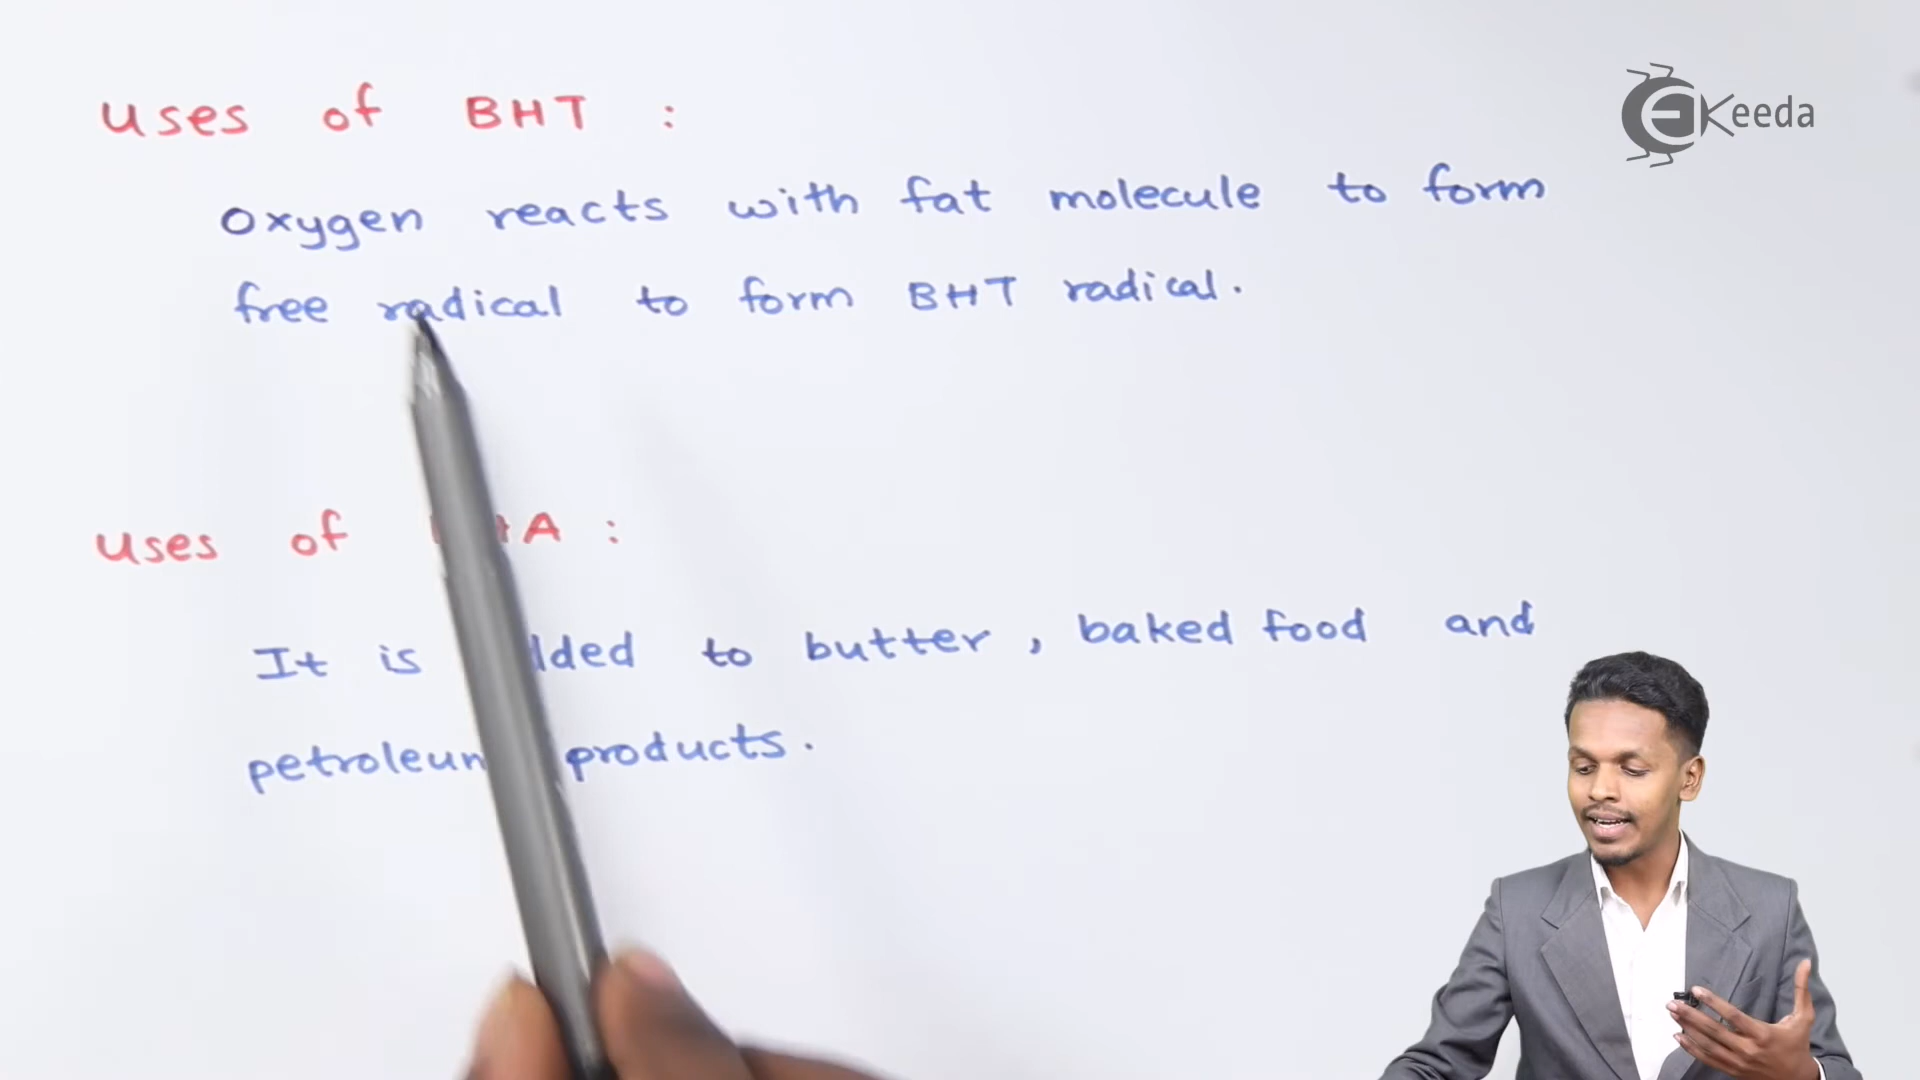 Keeda
Uses of BHT :
Oxygen reacts with fat molecule to form
free radical to form BHT radical.
Uses of :
It is to butter , baked food and
products.